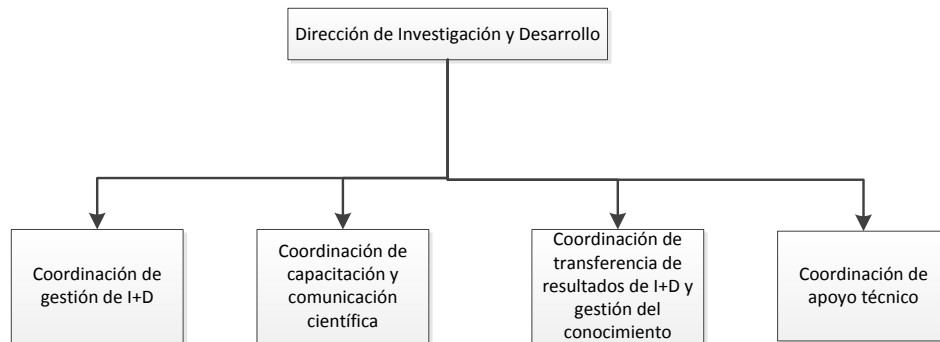 Dirección de Investigación y Desarrollo
Coordinación de
gestión de I+D
Coordinación de
capacitación y
comunicación
científica
Coordinación de
transferencia de
resultados de I+D y
gestión del
conocimiento
Coordinación de
apoyo técnico